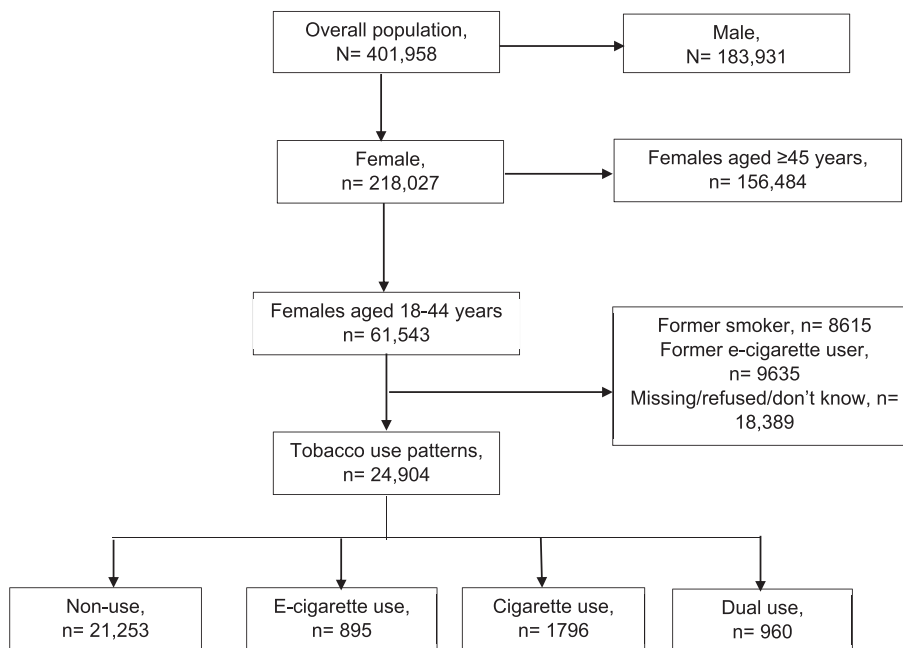 Overall population,
N= 401,958
Male,
N= 183,931
Female,
n= 218,027
Females aged ≥45 years,
n= 156,484
Females aged 18-44 years
n= 61,543
Former smoker, n= 8615
Former e-cigarette user,
n= 9635
Missing/refused/don't know, n=
18,389
Tobacco use patterns,
n= 24,904
Non-use,
n= 21,253
E-cigarette use,
n= 895
Cigarette use,
n= 1796
Dual use,
n= 960